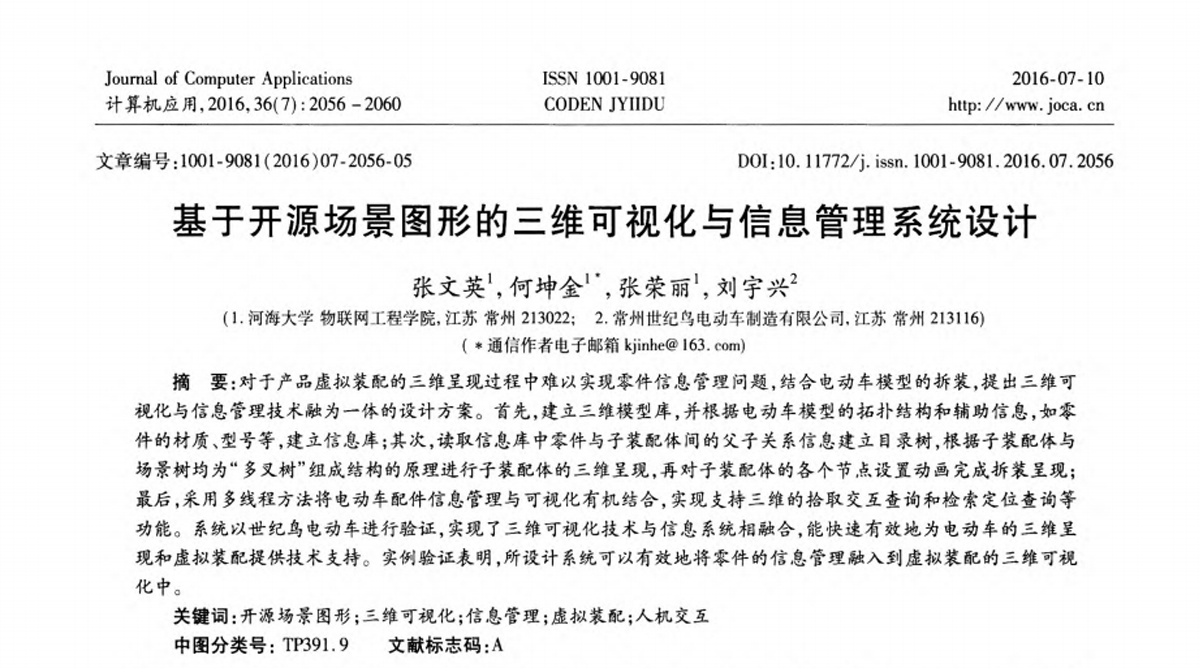 Journal of Computer Applications
ISSN 1001-9081
2016-07-10
计算机应用,2016,36(7):2056-2060
CODEN JYIIDU
http://www.joca.cn
文章编号:1001-9081(2016)07-2056-05
DOI:10.11772/j.issn.1001-9081.2016.07.2056
基于开源场景图形的三维可视化与信息管理系统设计
张文英1,何坤金1*,张荣丽1,刘宇兴2
(1.河海大学 物联网工程学院,江苏 常州 213022; 2.常州世纪鸟电动车制造有限公司,江苏 常州 213116)
(*通信作者电子邮箱 kjinhe@163.com)
摘 要:对于产品虚拟装配的三维呈现过程中难以实现零件信息管理问题,结合电动车模型的拆装,提出三维可
视化与信息管理技术融为一体的设计方案。首先,建立三维模型库,并根据电动车模型的拓扑结构和辅助信息,如零
件的材质、型号等,建立信息库;其次,读取信息库中零件与子装配体间的父子关系信息建立目录树,根据子装配体与
场景树均为“多叉树”组成结构的原理进行子装配体的三维呈现,再对子装配体的各个节点设置动画完成拆装呈现;
最后,采用多线程方法将电动车配件信息管理与可视化有机结合,实现支持三维的拾取交互查询和检索定位查询等
功能。系统以世纪鸟电动车进行验证,实现了三维可视化技术与信息系统相融合,能快速有效地为电动车的三维呈
现和虚拟装配提供技术支持。实例验证表明,所设计系统可以有效地将零件的信息管理融入到虚拟装配的三维可视
化中。
关键词:开源场景图形;三维可视化;信息管理;虚拟装配;人机交互
中图分类号: TP391.9 文献标志码:A